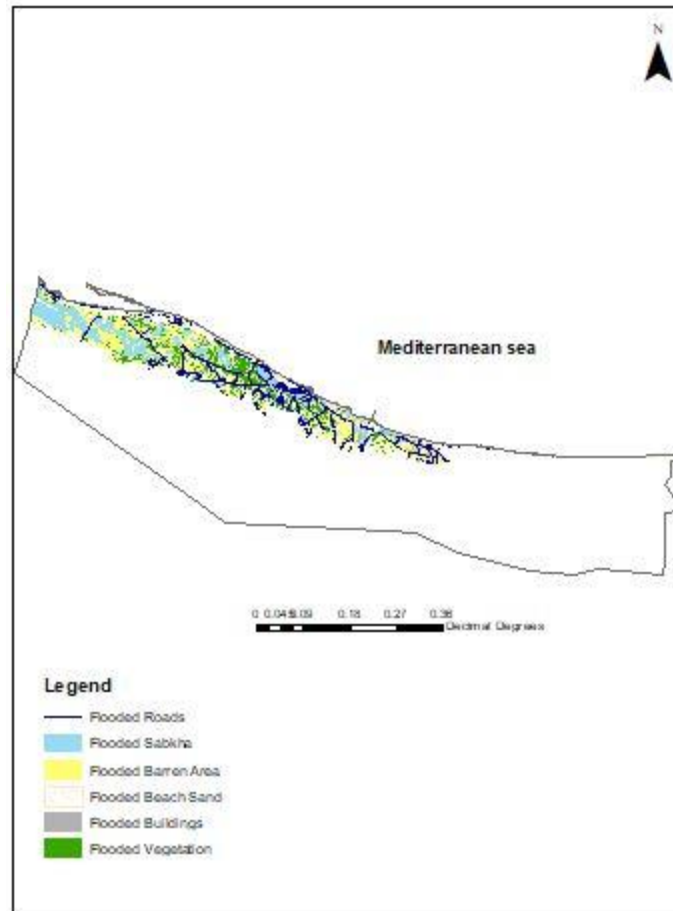 N
Mediterranean sea
0 0.045 0.09 0.18 0.27 0.36
Decimal Degrees
Legend
Flooded Roads
Flooded Sabkha
Flooded Barren Area
Flooded Beach Sand
Flooded Buildings
Flooded Vegetation